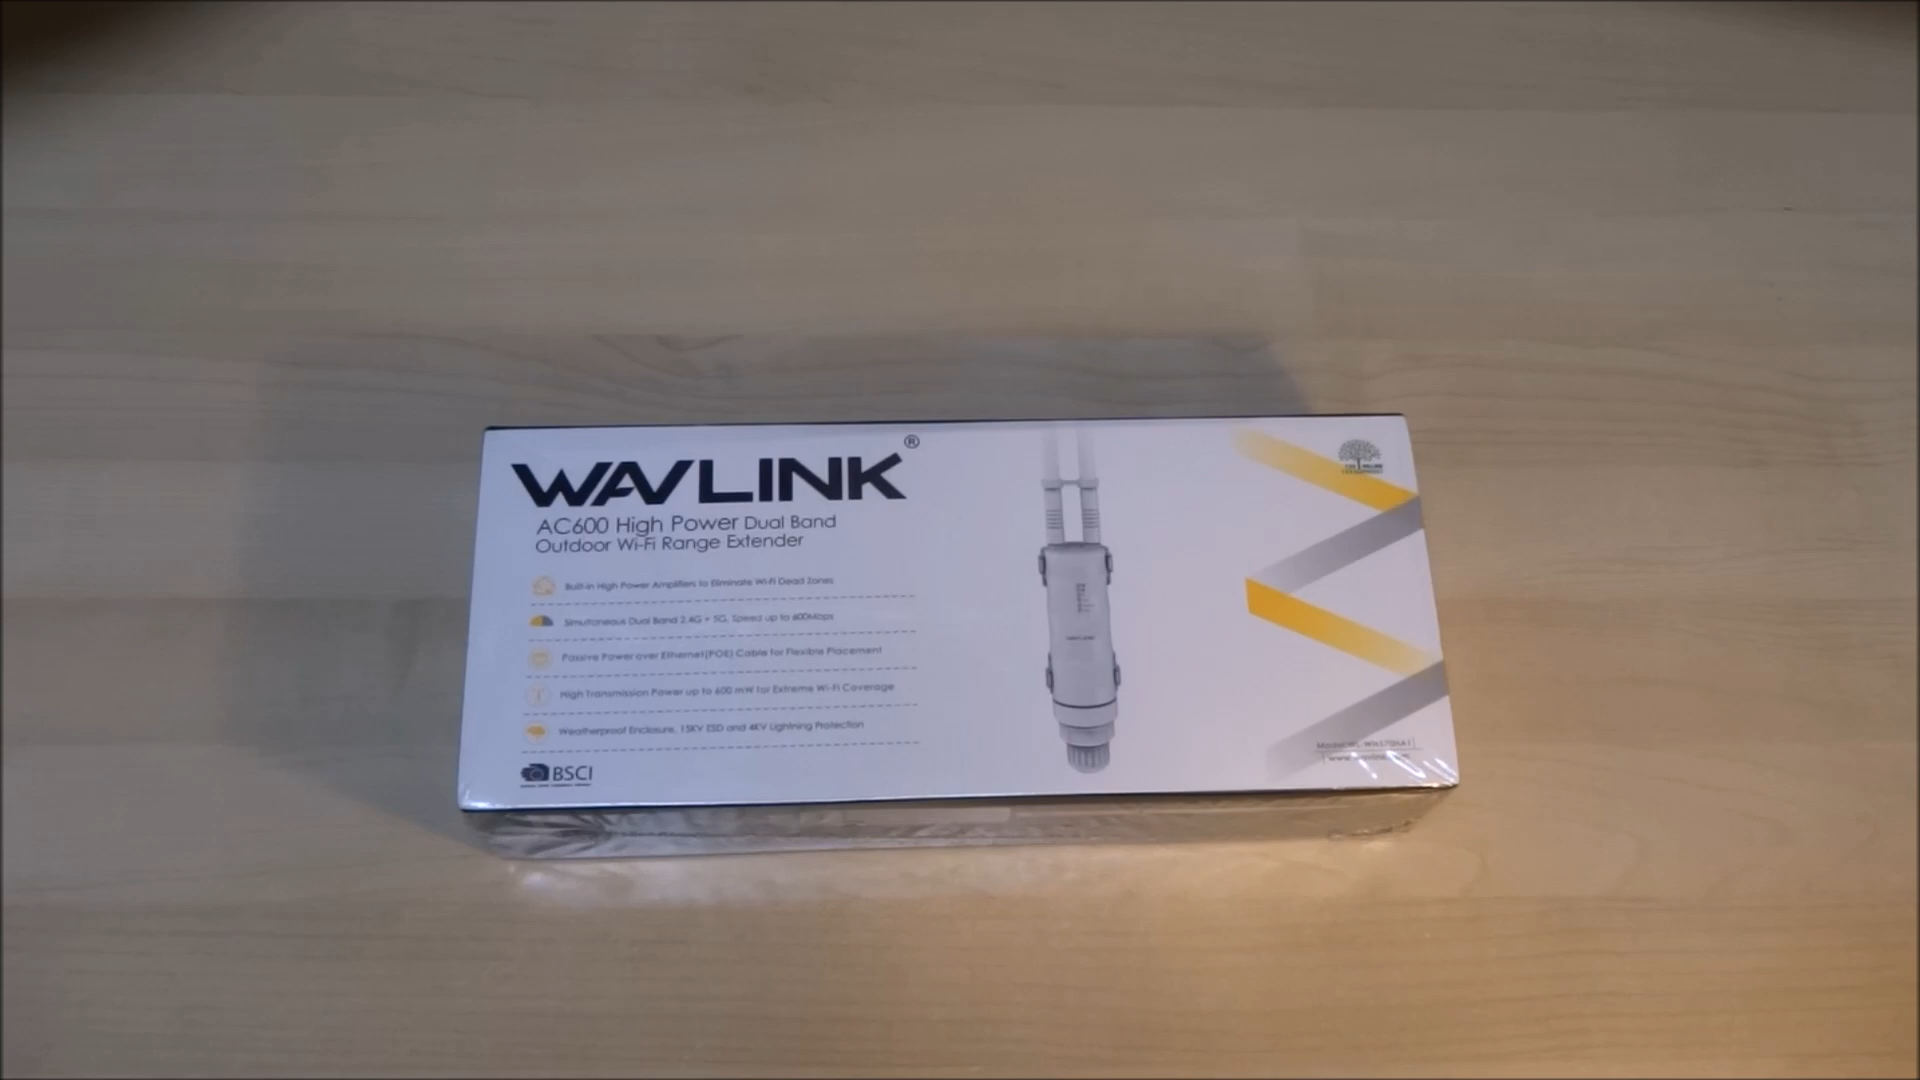 WAVLINK®
AC600 High Power Dual Band
Outdoor Wi-Fi Range Extender
Built-in High Power Amplifiers to Eliminate Wi-Fi Dead Zones
Simultaneous Dual Band 2.4G + 5G, Speed up to 600Mbps
Passive Power over Ethernet(POE) Cable for Flexible Placement
High Transmission Power up to 600 mW for Extreme Wi-Fi Coverage
Weatherproof Enclosure, 15KV ESD and 4KV Lightning Protection
BSCI